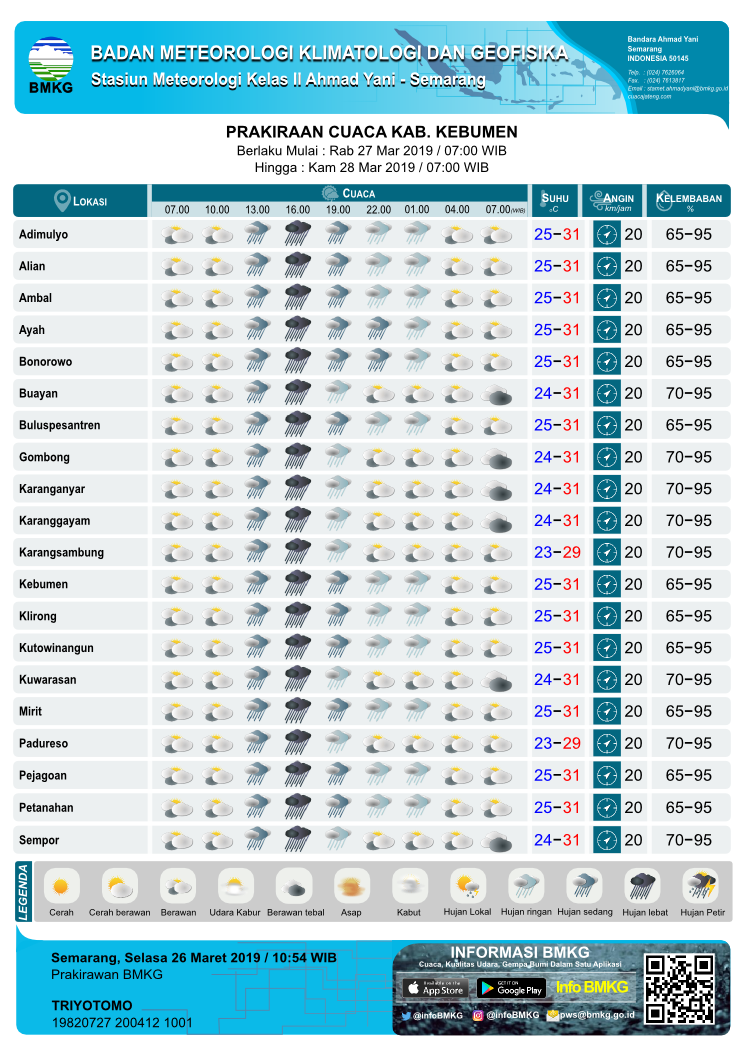 BADAN METEOROLOGI KLIMATOLOGI DAN GEOFISIKA
Stasiun Meteorologi Kelas II Ahmad Yani - Semarang
BMKG
Bandara Ahmad Yani
Semarang
INDONESIA 50145
Telp. : (024) 7626064
Fax. : (024) 7613817
Email : stamet.ahmadyani@bmkg.go.id
cuacajateng.com
PRAKIRAAN CUACA KAB. KEBUMEN
Berlaku Mulai : Rab 27 Mar 2019 / 07:00 WIB
Hingga : Kam 28 Mar 2019 / 07:00 WIB
LOKASI CUACA SUHU °C ANGIN km/jam KELEMBABAN %
07.00 10.00 13.00 16.00 19.00 22.00 01.00 04.00 07.00 (WIB)
Adimulyo 25-31 20 65-95
Alian 25-31 20 65-95
Ambal 25-31 20 65-95
Ayah 25-31 20 65-95
Bonorowo 25-31 20 65-95
Buayan 24-31 20 70-95
Buluspesantren 25-31 20 65-95
Gombong 24-31 20 70-95
Karanganyar 24-31 20 70-95
Karanggayam 24-31 20 70-95
Karangsambung 23-29 20 70-95
Kebumen 25-31 20 65-95
Klirong 25-31 20 65-95
Kutowinangun 25-31 20 65-95
Kuwarasan 24-31 20 70-95
Mirit 25-31 20 65-95
Padureso 23-29 20 70-95
Pejagoan 25-31 20 65-95
Petanahan 25-31 20 65-95
Sempor 24-31 20 70-95
LEGENDA
Cerah Cerah berawan Berawan Udara Kabur Berawan tebal Asap Kabut Hujan Lokal Hujan ringan Hujan sedang Hujan lebat Hujan Petir
Semarang, Selasa 26 Maret 2019 / 10:54 WIB
Prakirawan BMKG
TRIYOTOMO
19820727 200412 1001
INFORMASI BMKG
Cuaca, Kualitas Udara, Gempa Bumi Dalam Satu Aplikasi
Available on the App Store
GET IT ON Google Play
Info BMKG
@infoBMKG @infoBMKG pws@bmkg.go.id